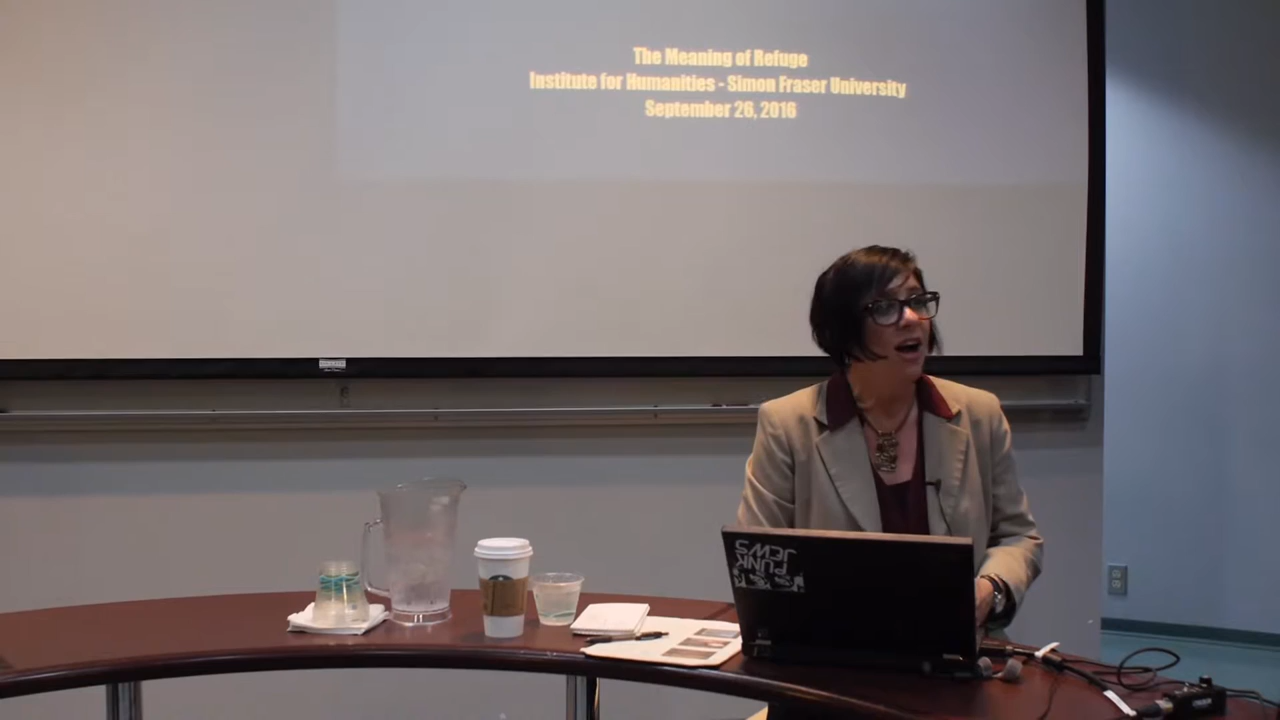 The Meaning of Refuge
Institute for Humanities - Simon Fraser University
September 26, 2016
PUNK
JEWS